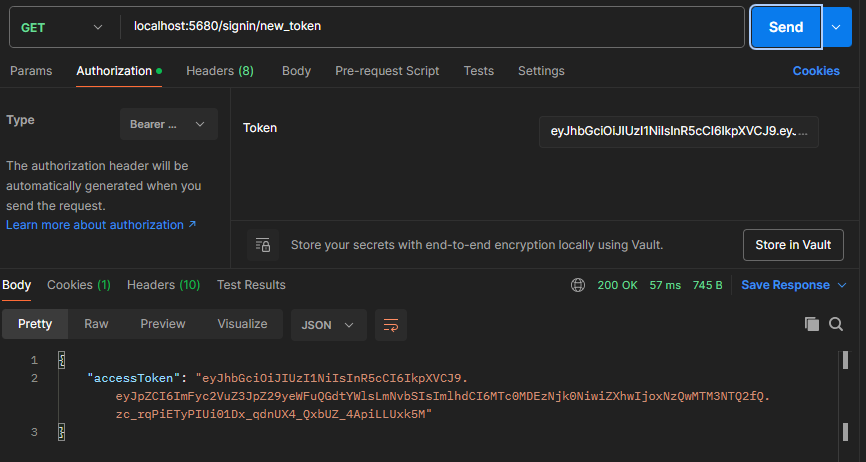 GET localhost:5680/signin/new_token Send
Params Authorization Headers (8) Body Pre-request Script Tests Settings Cookies
Type Bearer ...
Token eyJhbGciOiJIUzI1NiIsInR5cCI6IkpXVCJ9.ey. ...
The authorization header will be
automatically generated when you
send the request.
Learn more about authorization ↗
Store your secrets with end-to-end encryption locally using Vault. Store in Vault
Body Cookies (1) Headers (10) Test Results 200 OK 57 ms 745 B Save Response
Pretty Raw Preview Visualize JSON
1 {
2 "accessToken": "eyJhbGciOiJIUzI1NiIsInR5cCI6IkpXVCJ9.
eyJpZCI6ImFyc2VuZ3JpZ29yeWFuQGdtYWlsLmNvbSIsImlhdCI6MTc0MDEzNjk0NiwiZXhwIjoxNzQwMTM3NTQ2fQ.
zc_rqPiETyPIUi01Dx_qdnUX4_QxbUZ_4ApiLLUxk5M"
3 }